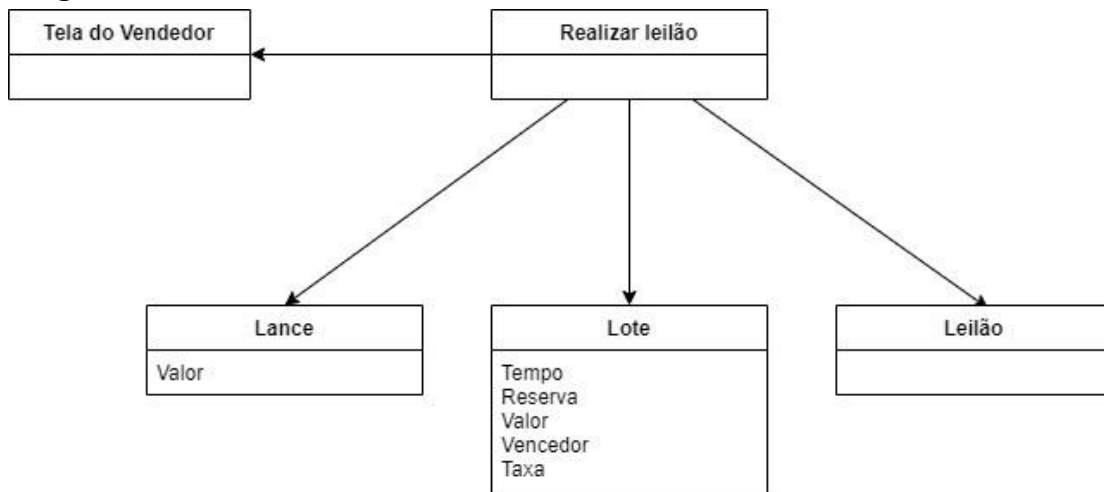 Tela do Vendedor
Realizar leilão
Lance
Valor
Lote
Tempo
Reserva
Valor
Vencedor
Taxa
Leilão